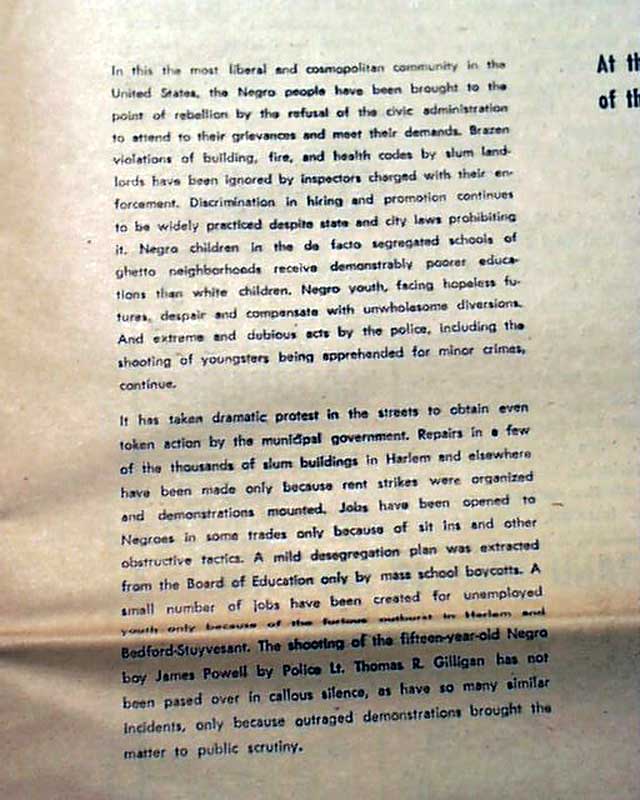 In this the most liberal and cosmopolitan community in the
United States, the Negro people have been brought to the
point of rebellion by the refusal of the civic administration
to attend to their grievances and meet their demands. Brazen
violations of building, fire, and health codes by slum land-
lords have been ignored by inspectors charged with their en-
forcement. Discrimination in hiring and promotion continues
to be widely practiced despite state and city laws prohibiting
it. Negro children in the de facto segregated schools of
ghetto neighborhoods receive demonstrably poorer educa-
tions than white children. Negro youth, facing hopeless fu-
tures, despair and compensate with unwholesome diversions.
And extreme and dubious acts by the police, including the
shooting of youngsters being apprehended for minor crimes,
continue.
It has taken dramatic protest in the streets to obtain even
token action by the municipal government. Repairs in a few
of the thousands of slum buildings in Harlem and elsewhere
have been made only because rent strikes were organized
and demonstrations mounted. Jobs have been opened to
Negroes in some trades only because of sit ins and other
obstructive tactics. A mild desegregation plan was extracted
from the Board of Education only by mass school boycotts. A
small number of jobs have been created for unemployed
youth only because of the furious outburst in Harlem and
Bedford-Stuyvesant. The shooting of the fifteen-year-old Negro
boy James Powell by Police Lt. Thomas R. Gilligan has not
been pased over in callous silence, as have so many similar
incidents, only because outraged demonstrations brought the
matter to public scrutiny.
At th
of th